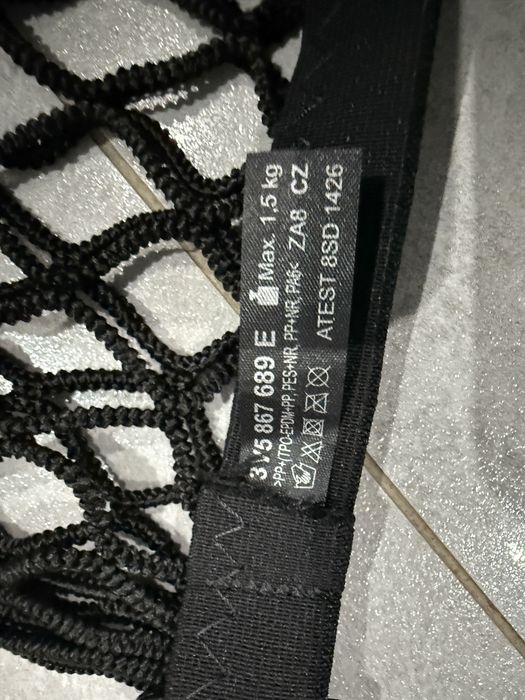 3V5 867 689 E Max. 1,5 kg
>PP-(TPO-EPDM+PP, PES+NR, PP+NR, PA6< ZA8 CZ
ATEST 8SD 1426